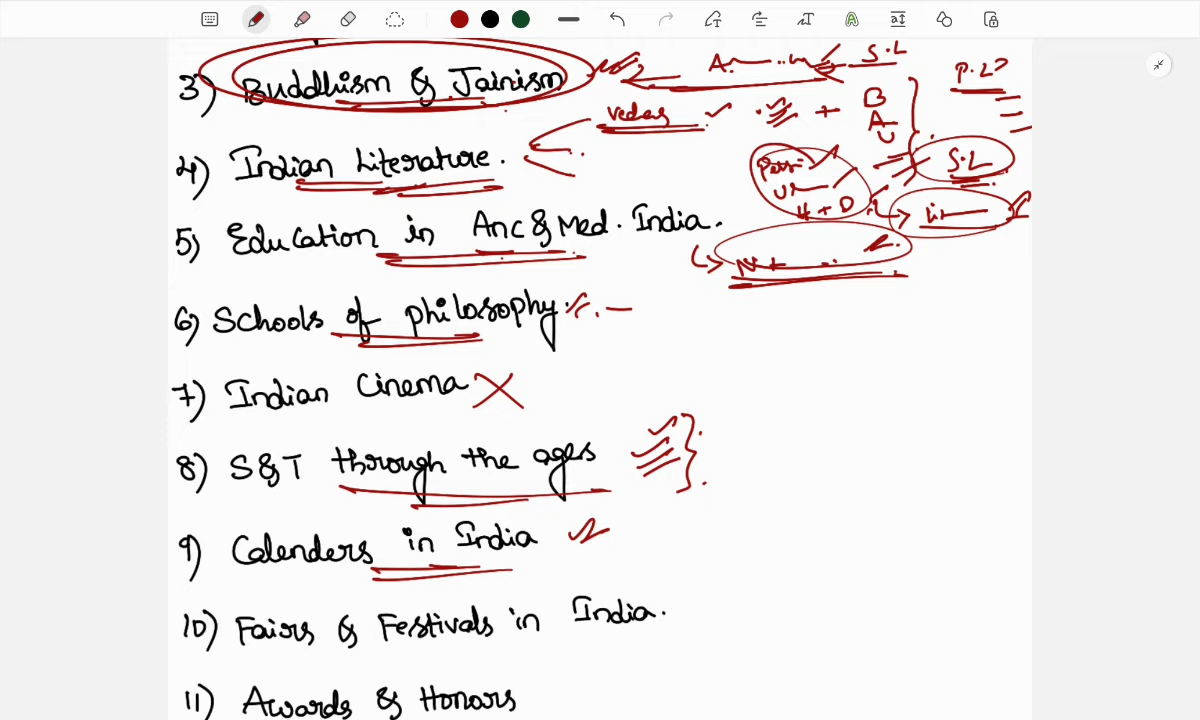 3) Buddhism & Jainism
S.L
P.L?
vedas
+ B
A
U
4) Indian Literature.
S.L
H + D
5) Education in Anc & Med. India.
6) Schools of philosophy.
7) Indian Cinema
8) S&T through the ages
9) Calenders in India
10) Fairs & Festivals in India.
11) Awards & Honors